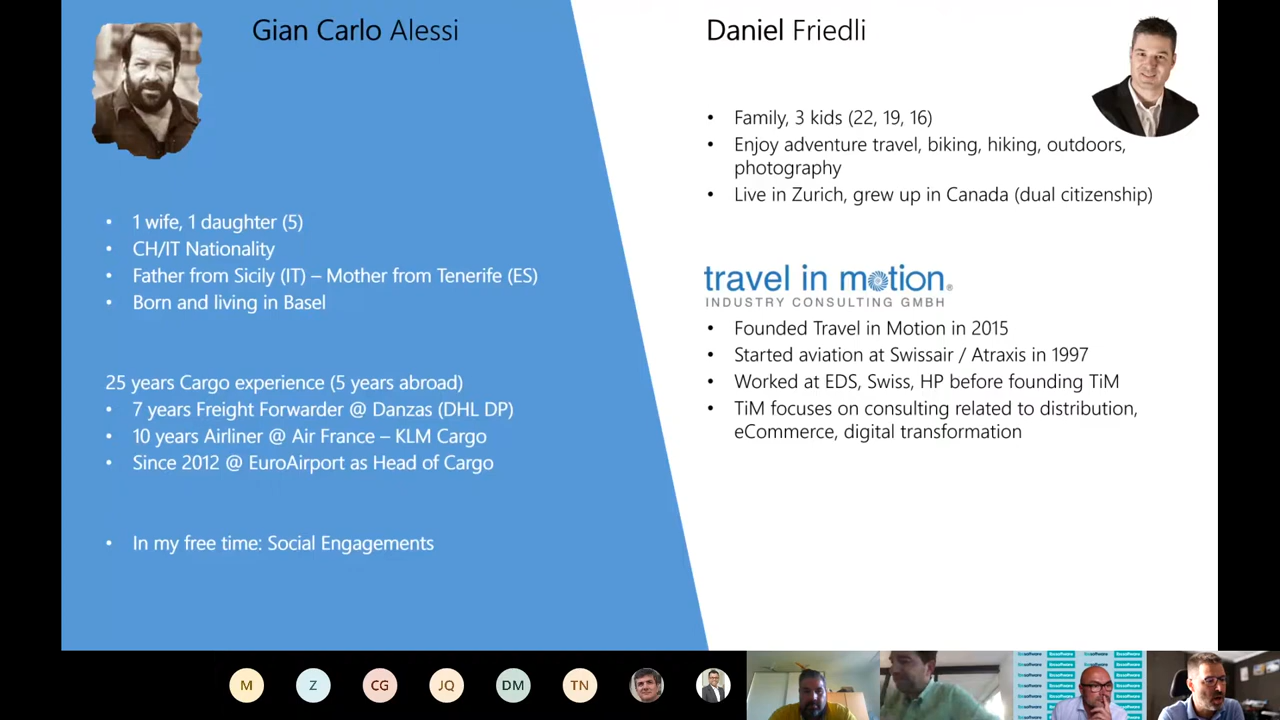 Gian Carlo Alessi
• 1 wife, 1 daughter (5)
• CH/IT Nationality
• Father from Sicily (IT) – Mother from Tenerife (ES)
• Born and living in Basel
25 years Cargo experience (5 years abroad)
• 7 years Freight Forwarder @ Danzas (DHL DP)
• 10 years Airliner @ Air France – KLM Cargo
• Since 2012 @ EuroAirport as Head of Cargo
• In my free time: Social Engagements
Daniel Friedli
• Family, 3 kids (22, 19, 16)
• Enjoy adventure travel, biking, hiking, outdoors,
photography
• Live in Zurich, grew up in Canada (dual citizenship)
travel in motion®
INDUSTRY CONSULTING GMBH
• Founded Travel in Motion in 2015
• Started aviation at Swissair / Atraxis in 1997
• Worked at EDS, Swiss, HP before founding TiM
• TiM focuses on consulting related to distribution,
eCommerce, digital transformation
M
Z
CG
JQ
DM
TN